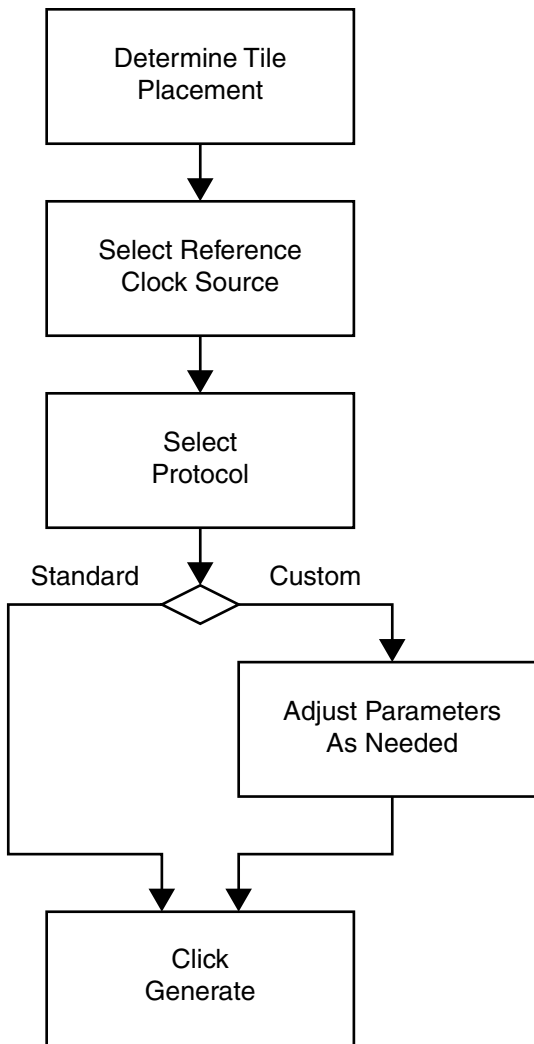 Determine Tile
Placement
Select Reference
Clock Source
Select
Protocol
Standard
Custom
Adjust Parameters
As Needed
Click
Generate